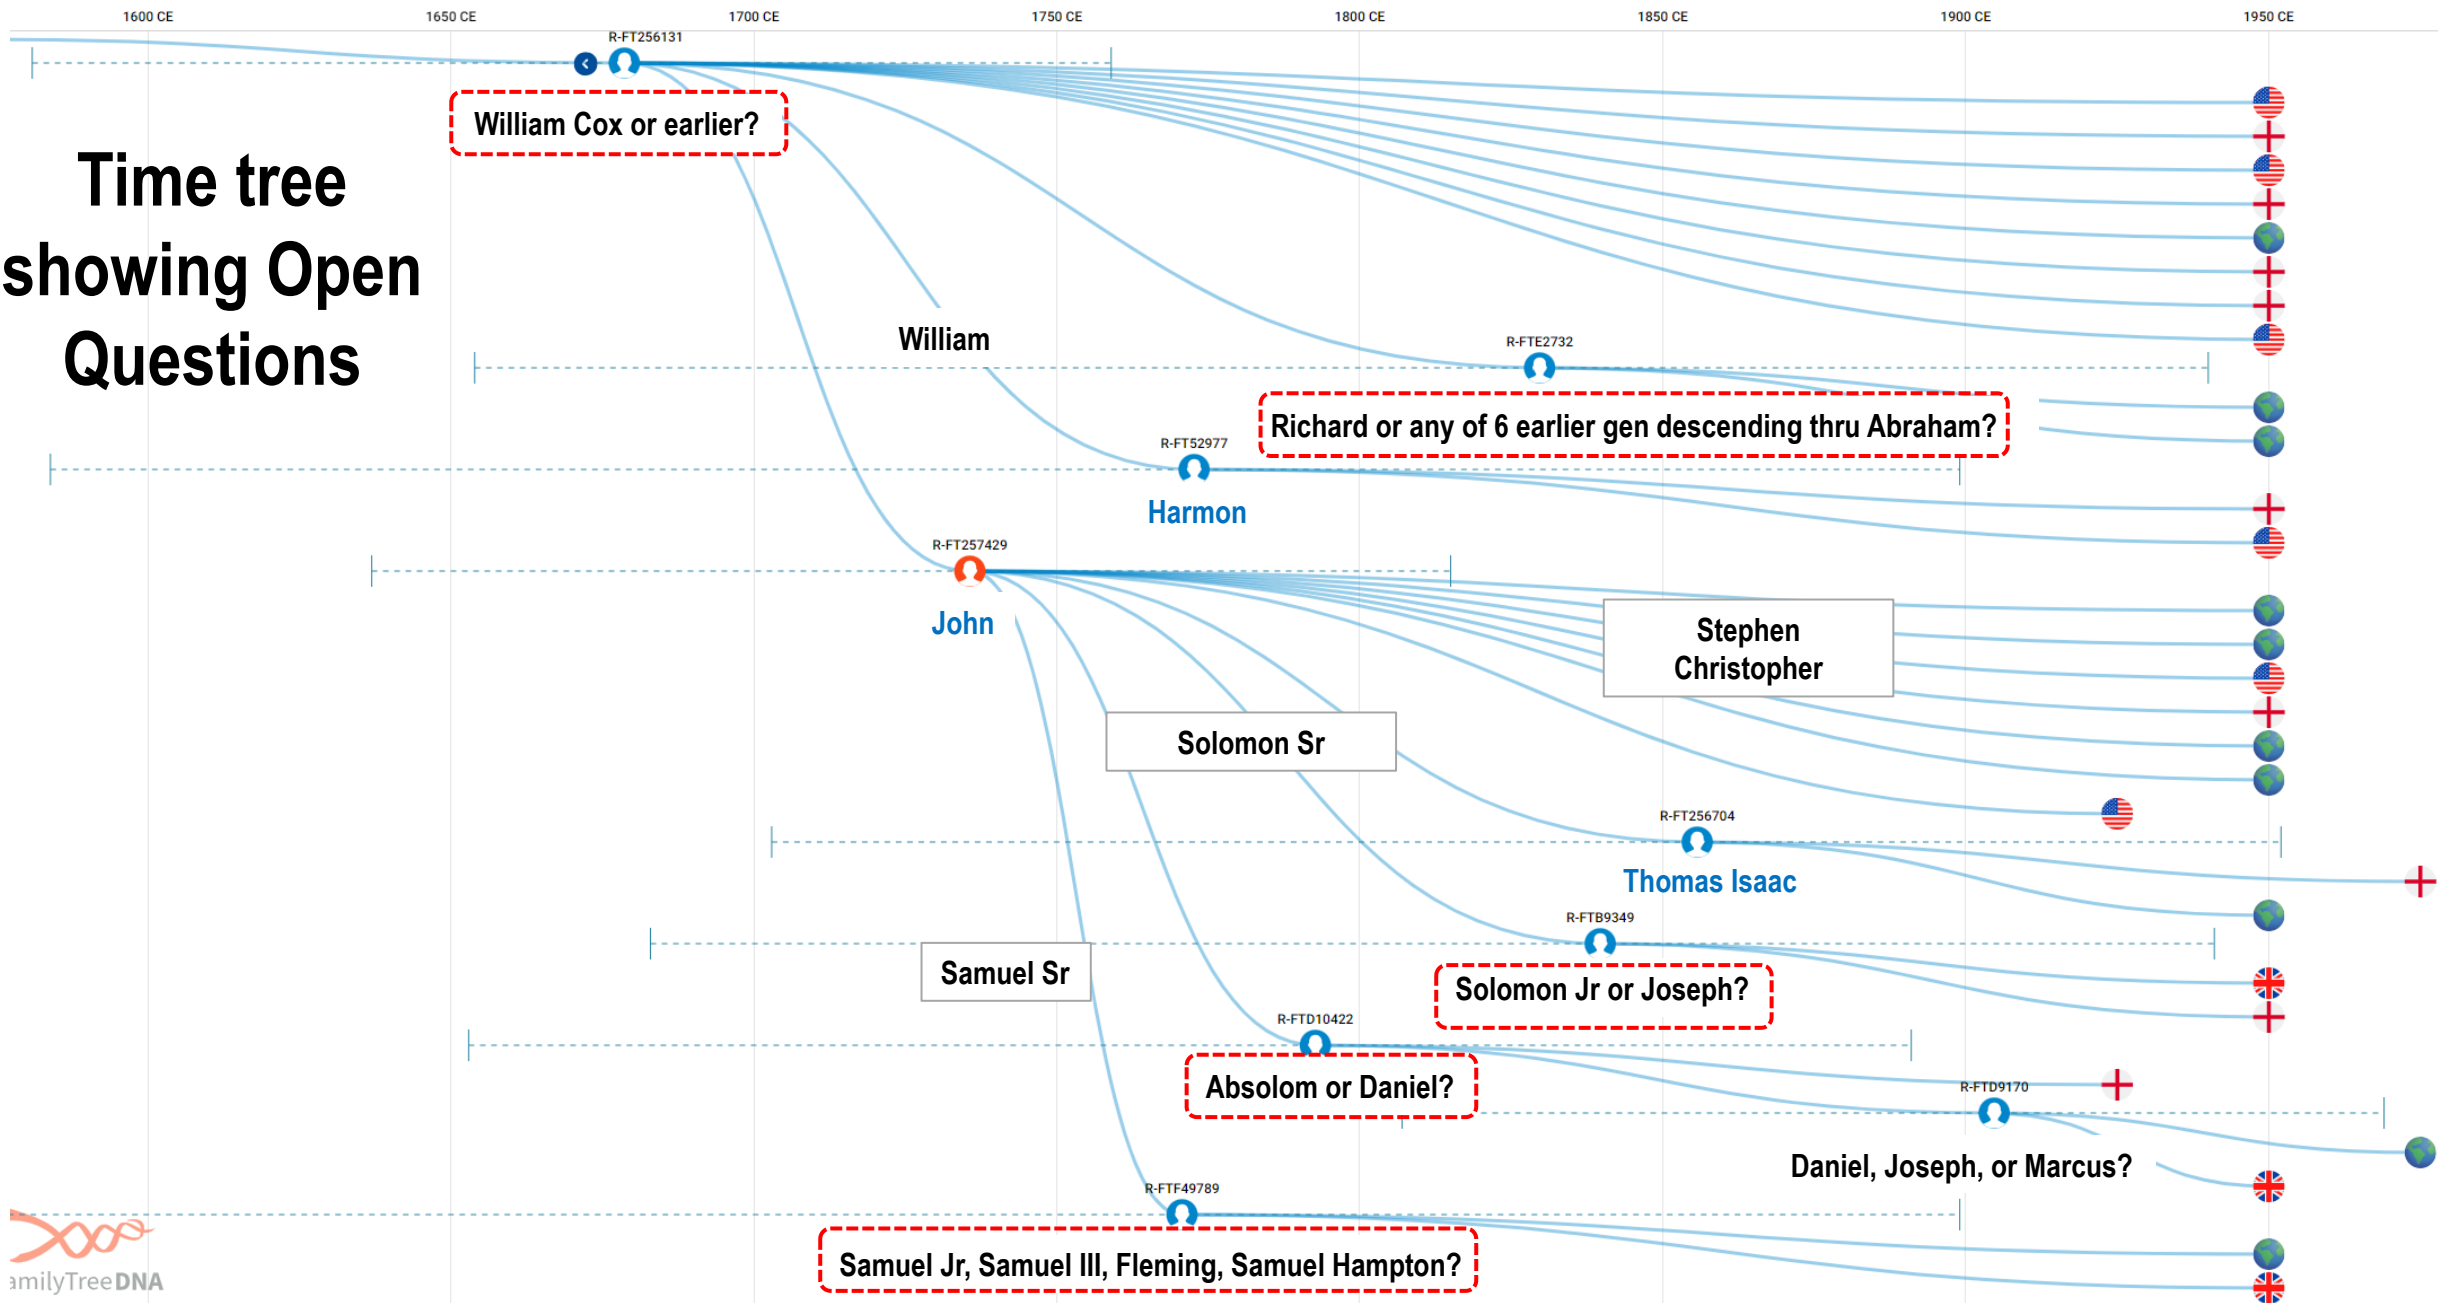 1600 CE
1650 CE
1700 CE
1750 CE
1800 CE
1850 CE
1900 CE
1950 CE
R-FT256131
William Cox or earlier?
Time tree
showing Open
Questions
William
R-FTE2732
Richard or any of 6 earlier gen descending thru Abraham?
R-FT52977
Harmon
R-FT257429
John
Stephen
Christopher
Solomon Sr
R-FT256704
Thomas Isaac
R-FTB9349
Samuel Sr
Solomon Jr or Joseph?
R-FTD10422
Absolom or Daniel?
R-FTD9170
Daniel, Joseph, or Marcus?
R-FTF49789
Samuel Jr, Samuel III, Fleming, Samuel Hampton?
amilyTreeDNA